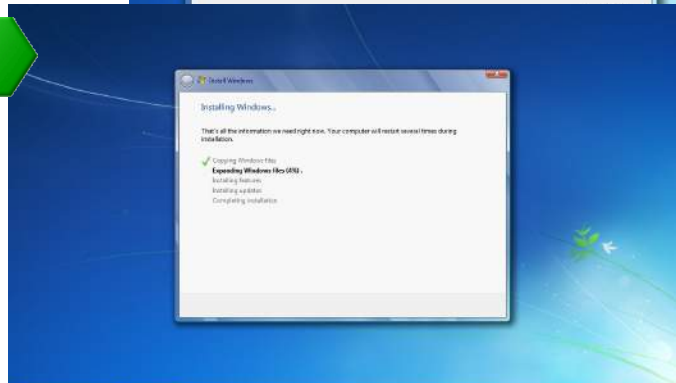 Install Windows
Installing Windows...
That's all the information we need right now. Your computer will restart several times during
installation.
Copying Windows files
Expanding Windows files (4%) .
Installing features
Installing updates
Completing installation